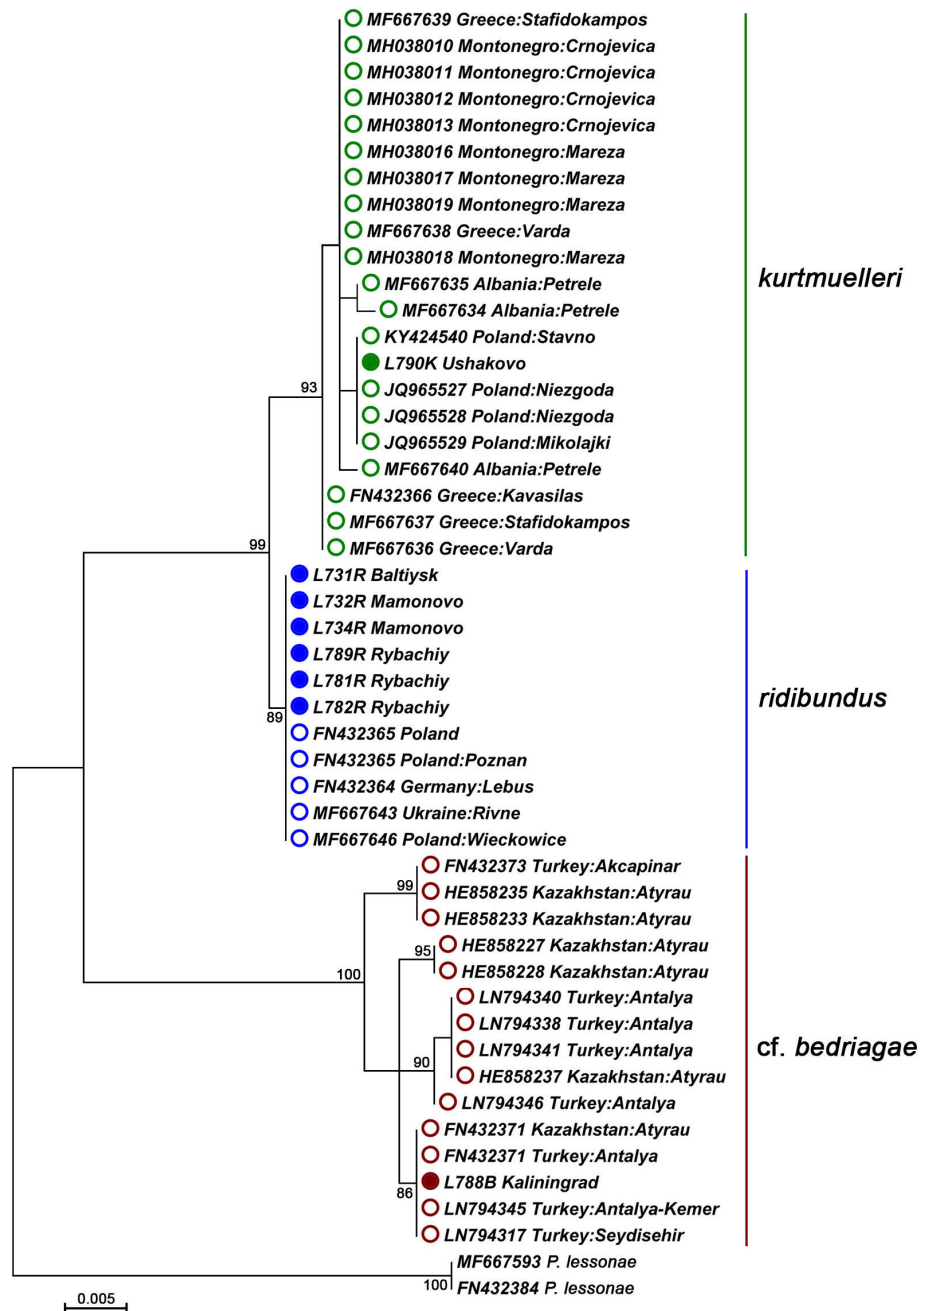 MF667639 Greece:Stafidokampos
MH038010 Montonegro:Crnojevica
MH038011 Montonegro:Crnojevica
MH038012 Montonegro:Crnojevica
MH038013 Montonegro:Crnojevica
MH038016 Montonegro:Mareza
MH038017 Montonegro:Mareza
MH038019 Montonegro:Mareza
MF667638 Greece:Varda
MH038018 Montonegro:Mareza
kurtmuelleri
MF667635 Albania:Petrele
MF667634 Albania:Petrele
KY424540 Poland:Stavno
L790K Ushakovo
93
JQ965527 Poland:Niezgoda
JQ965528 Poland:Niezgoda
JQ965529 Poland:Mikolajki
MF667640 Albania:Petrele
FN432366 Greece:Kavasilas
MF667637 Greece:Stafidokampos
99
MF667636 Greece:Varda
L731R Baltiysk
L732R Mamonovo
L734R Mamonovo
L789R Rybachiy
L781R Rybachiy
ridibundus
L782R Rybachiy
89
FN432365 Poland
FN432365 Poland:Poznan
FN432364 Germany:Lebus
MF667643 Ukraine:Rivne
MF667646 Poland:Wieckowice
FN432373 Turkey:Akcapinar
99
HE858235 Kazakhstan:Atyrau
HE858233 Kazakhstan:Atyrau
HE858227 Kazakhstan:Atyrau
95
HE858228 Kazakhstan:Atyrau
100
LN794340 Turkey:Antalya
LN794338 Turkey:Antalya
LN794341 Turkey:Antalya
cf. bedriagae
90
HE858237 Kazakhstan:Atyrau
LN794346 Turkey:Antalya
FN432371 Kazakhstan:Atyrau
FN432371 Turkey:Antalya
L788B Kaliningrad
86
LN794345 Turkey:Antalya-Kemer
LN794317 Turkey:Seydisehir
MF667593 P. lessonae
100
FN432384 P. lessonae
0.005